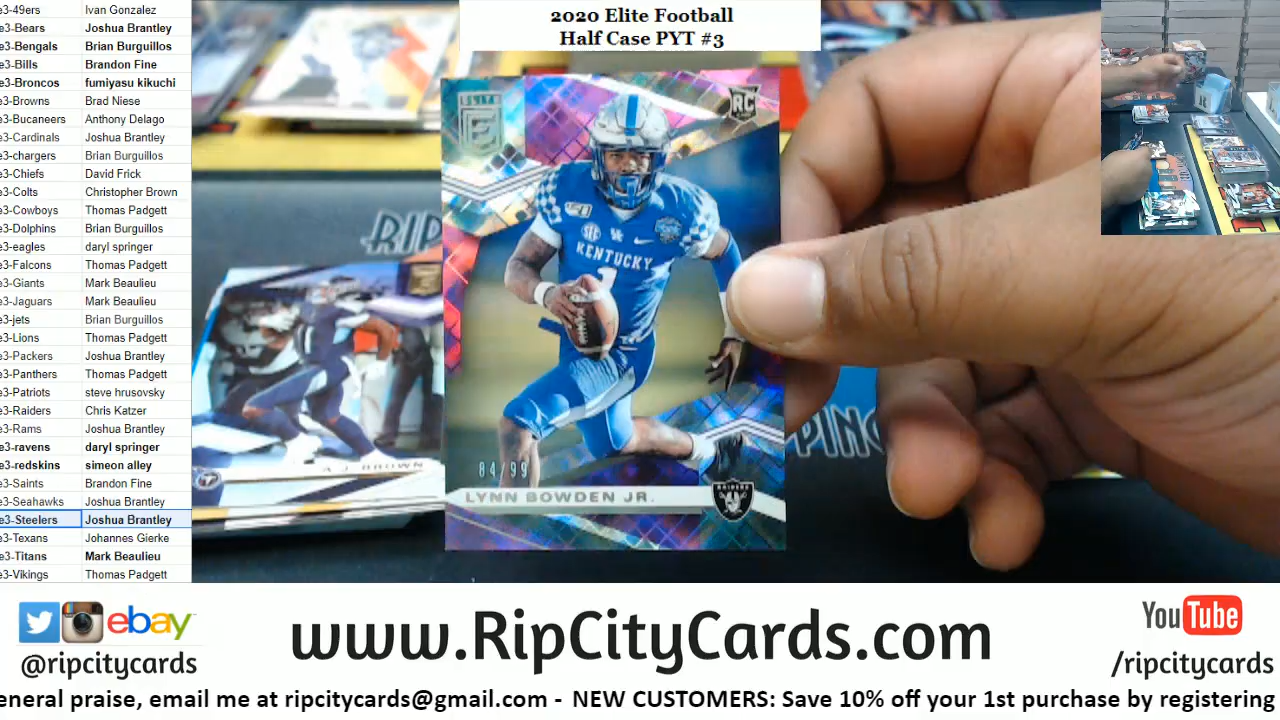 e3-49ers Ivan Gonzalez
e3-Bears Joshua Brantley
e3-Bengals Brian Burguillos
e3-Bills Brandon Fine
e3-Broncos fumiyasu kikuchi
e3-Browns Brad Niese
e3-Bucaneers Anthony Delago
e3-Cardinals Joshua Brantley
e3-chargers Brian Burguillos
e3-Chiefs David Frick
e3-Colts Christopher Brown
e3-Cowboys Thomas Padgett
e3-Dolphins Brian Burguillos
e3-eagles daryl springer
e3-Falcons Thomas Padgett
e3-Giants Mark Beaulieu
e3-Jaguars Mark Beaulieu
e3-jets Brian Burguillos
e3-Lions Thomas Padgett
e3-Packers Joshua Brantley
e3-Panthers Thomas Padgett
e3-Patriots steve hrusovsky
e3-Raiders Chris Katzer
e3-Rams Joshua Brantley
e3-ravens daryl springer
e3-redskins simeon alley
e3-Saints Brandon Fine
e3-Seahawks Joshua Brantley
e3-Steelers Joshua Brantley
e3-Texans Johannes Gierke
e3-Titans Mark Beaulieu
e3-Vikings Thomas Padgett
2020 Elite Football
Half Case PYT #3
ELITE
E
RC
150
SEC UK
KENTUCKY
1
84/99
LYNN BOWDEN JR.
RAIDERS
RIP
PING
A.J. BROWN
ebay
@ripcitycards
www.RipCityCards.com
YouTube
/ripcitycards
eneral praise, email me at ripcitycards@gmail.com - NEW CUSTOMERS: Save 10% off your 1st purchase by registering